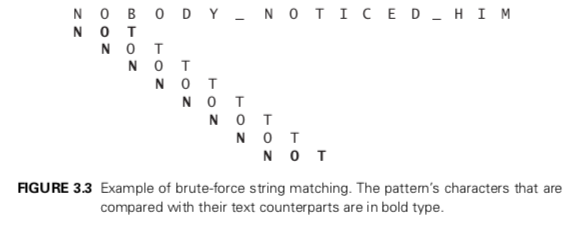 N O B O D Y _ N O T I C E D _ H I M
N O T
N O T
N O T
N O T
N O T
N O T
N O T
N O T
FIGURE 3.3 Example of brute-force string matching. The pattern's characters that are
compared with their text counterparts are in bold type.